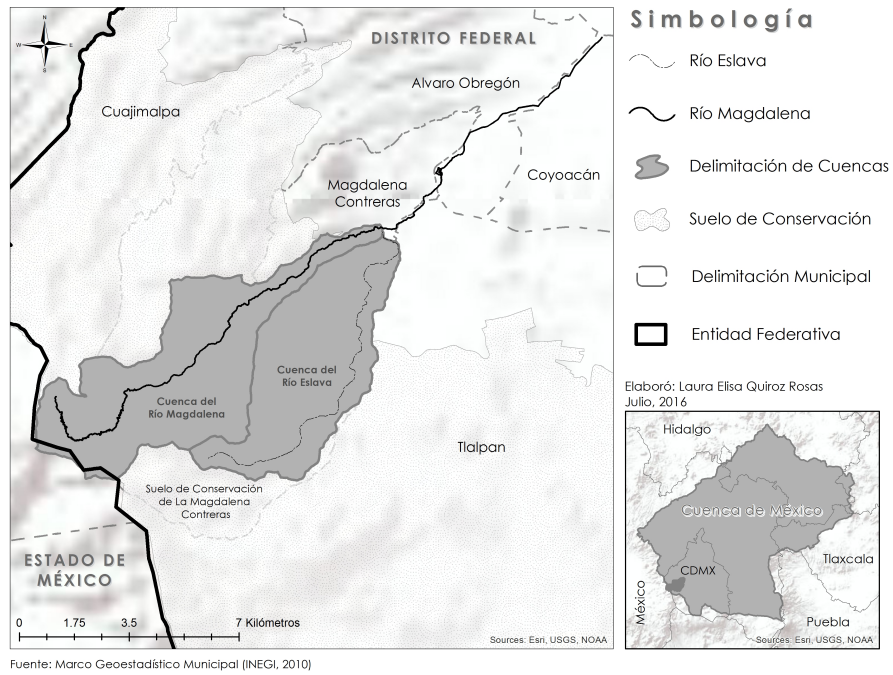 N
W
E
S
DISTRITO FEDERAL
Alvaro Obregón
Cuajimalpa
Coyoacán
Magdalena
Contreras
Cuenca del
Río Eslava
Cuenca del
Río Magdalena
Tlalpan
Suelo de Conservación
de La Magdalena
Contreras
ESTADO DE
MÉXICO
0 1.75 3.5 7 Kilómetros
Sources: Esri, USGS, NOAA
Fuente: Marco Geoestadístico Municipal (INEGI, 2010)
Simbología
Río Eslava
Río Magdalena
Delimitación de Cuencas
Suelo de Conservación
Delimitación Municipal
Entidad Federativa
Elaboró: Laura Elisa Quiroz Rosas
Julio, 2016
Hidalgo
Cuenca de México
Tlaxcala
CDMX
México
Puebla
Sources: Esri, USGS, NOAA